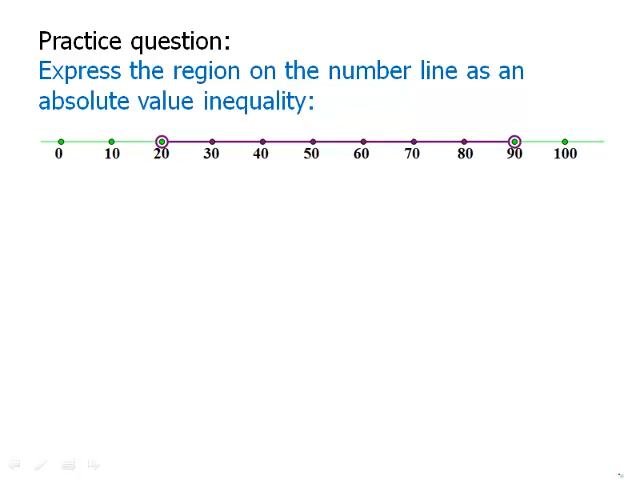 Practice question:
Express the region on the number line as an
absolute value inequality:
0 10 20 30 40 50 60 70 80 90 100